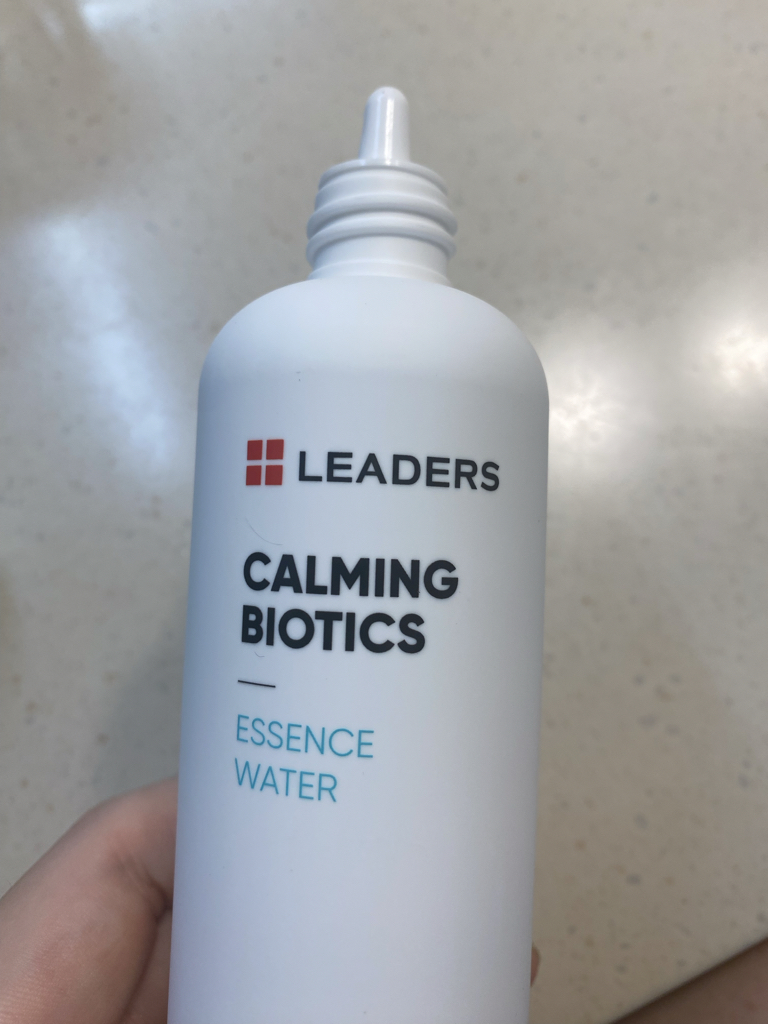 LEADERS
CALMING
BIOTICS
ESSENCE
WATER